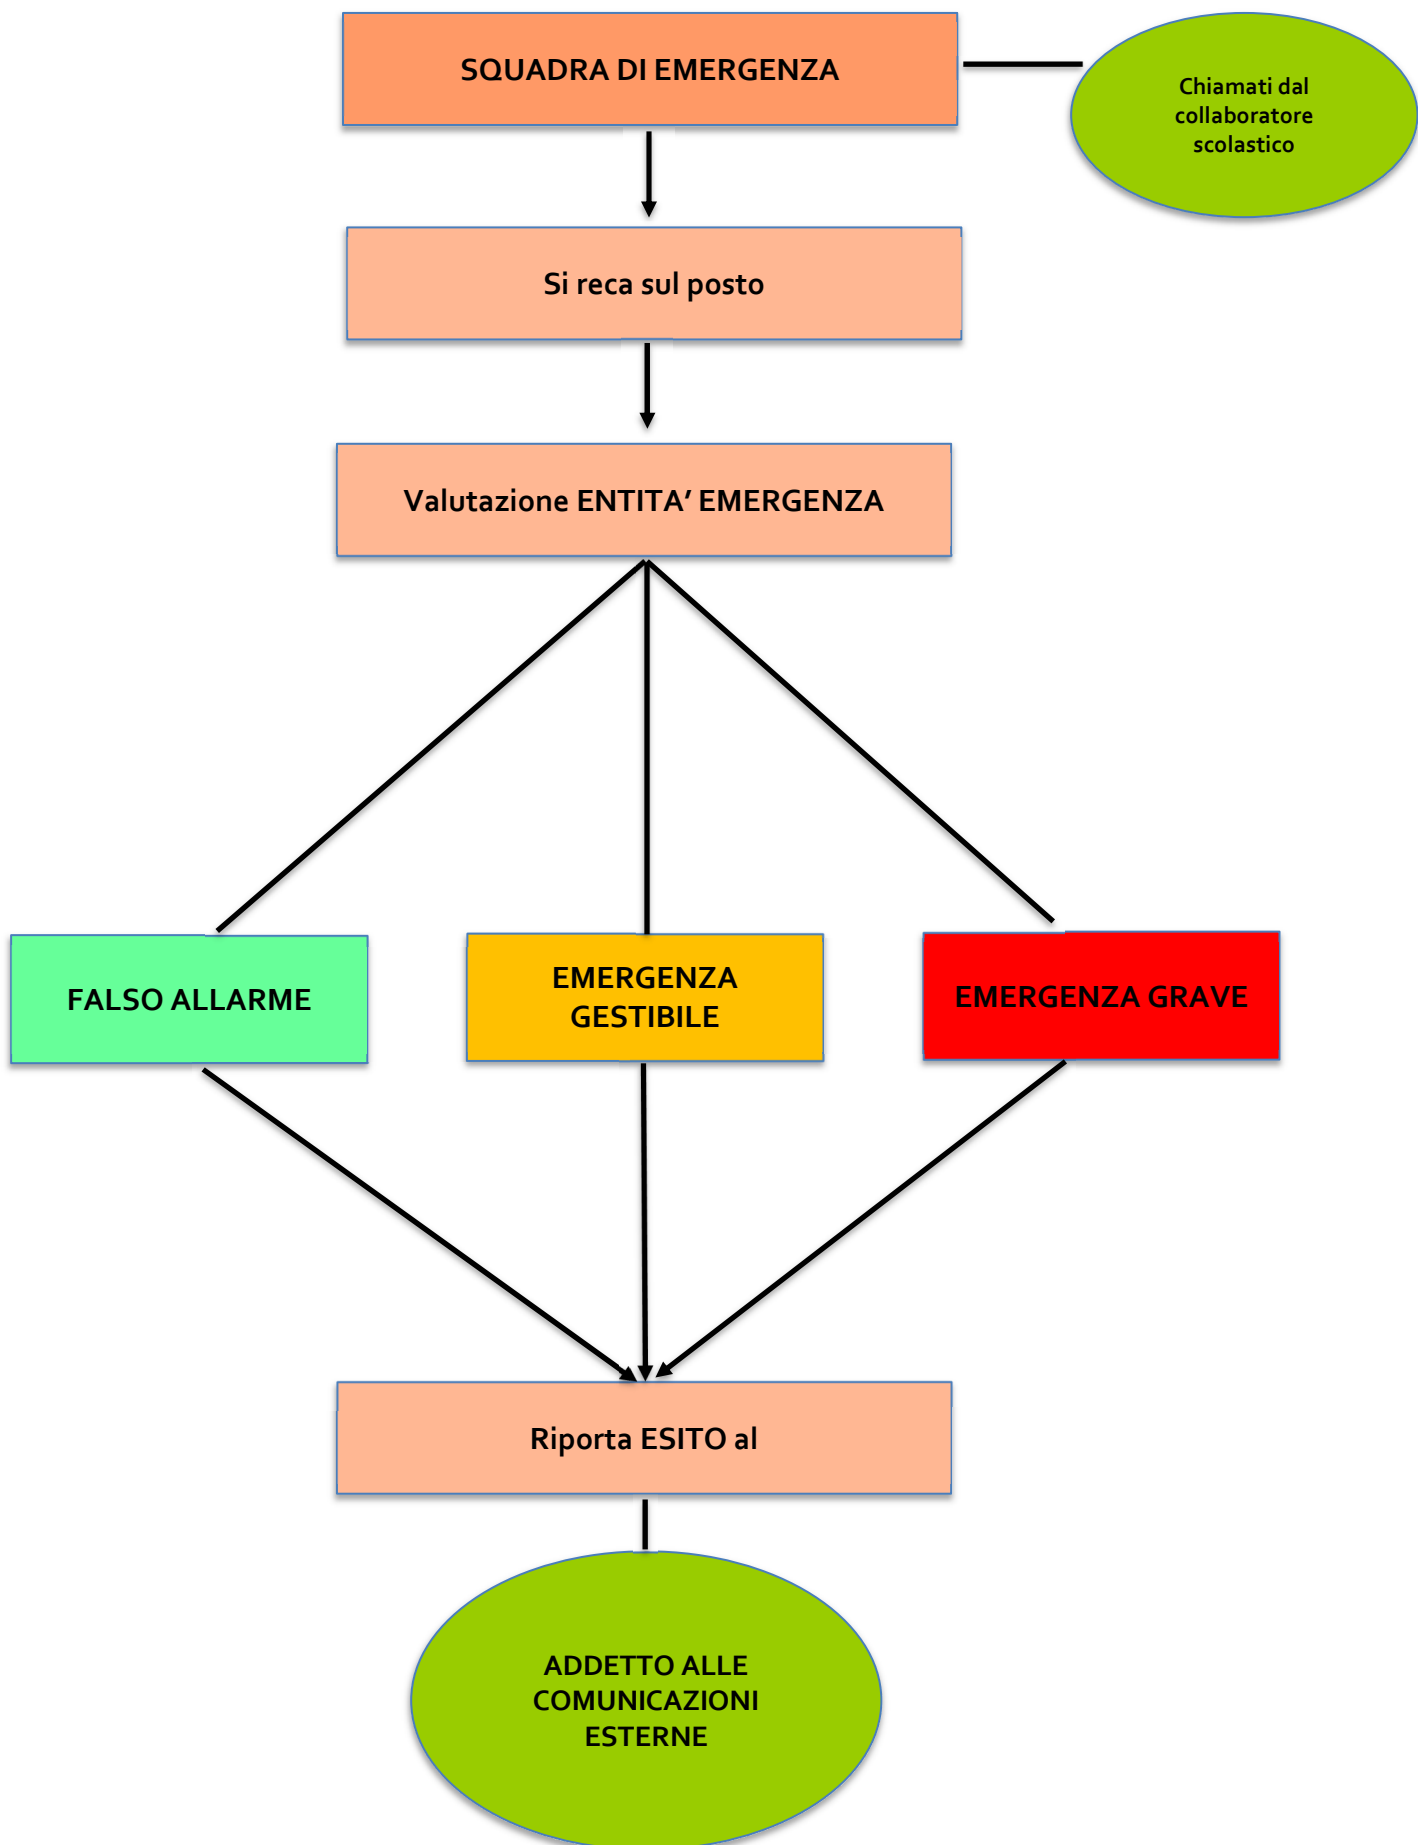 SQUADRA DI EMERGENZA
Chiamati dal
collaboratore
scolastico
Si reca sul posto
Valutazione ENTITA’ EMERGENZA
FALSO ALLARME
EMERGENZA
GESTIBILE
EMERGENZA GRAVE
Riporta ESITO al
ADDETTO ALLE
COMUNICAZIONI
ESTERNE